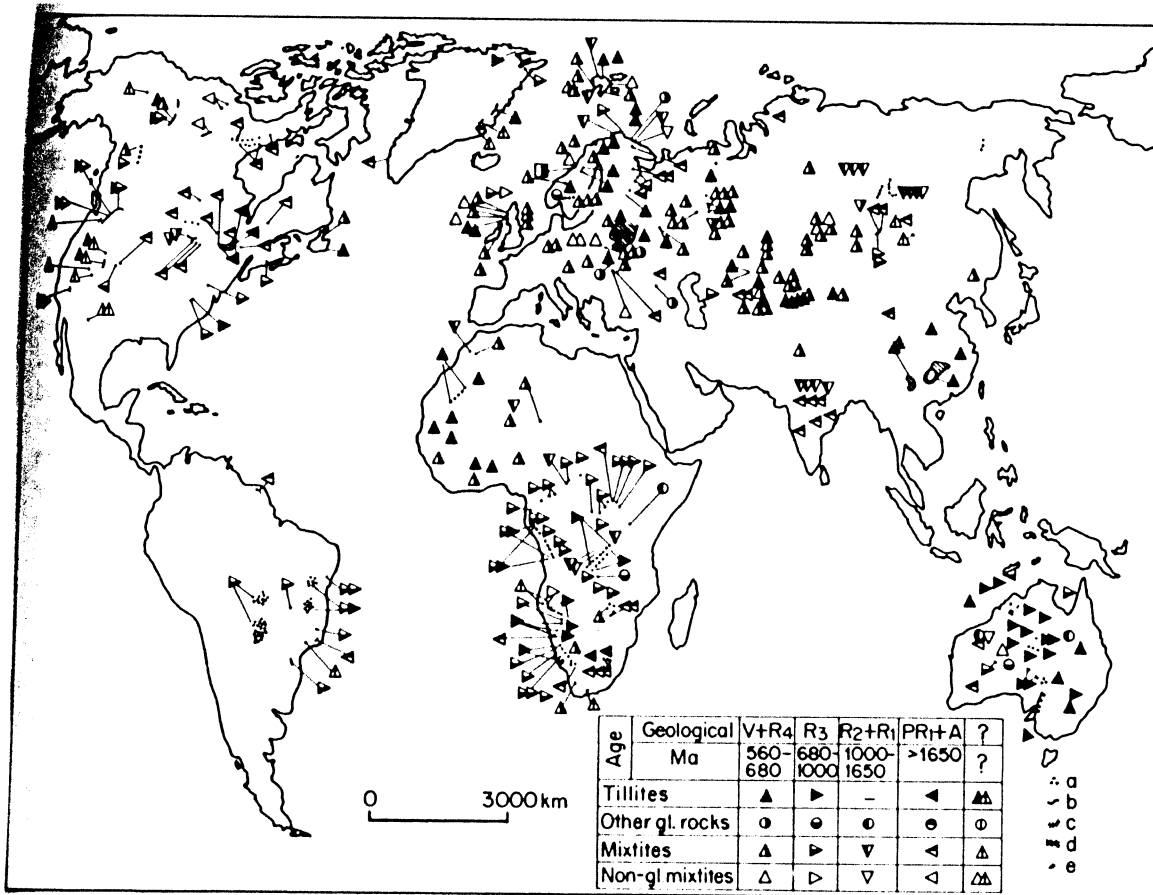 Age Geological V+R4 R3 R2+R1 PR1+A ?
Ma 560-680 680-1000 1000-1650 >1650 ?
Tillites –
Other gl. rocks
Mixtites
Non-gl mixtites
0 3000 km
a
b
c
d
e